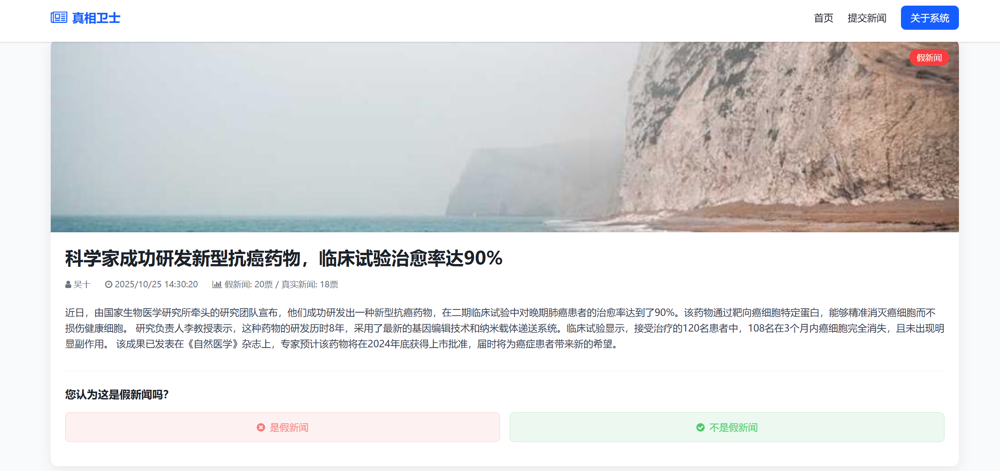 真相卫士
首页 提交新闻 关于系统
假新闻
科学家成功研发新型抗癌药物，临床试验治愈率达90%
吴十 2025/10/25 14:30:20 假新闻: 20票 / 真实新闻: 18票
近日，由国家生物医学研究所牵头的研究团队宣布，他们成功研发出一种新型抗癌药物，在二期临床试验中对晚期肺癌患者的治愈率达到了90%。该药物通过靶向癌细胞特定蛋白，能够精准消灭癌细胞而不
损伤健康细胞。 研究负责人李教授表示，这种药物的研发历时8年，采用了最新的基因编辑技术和纳米载体递送系统。临床试验显示，接受治疗的120名患者中，108名在3个月内癌细胞完全消失，且未出现明
显副作用。 该成果已发表在《自然医学》杂志上，专家预计该药物将在2024年底获得上市批准，届时将为癌症患者带来新的希望。
您认为这是假新闻吗？
是假新闻 不是假新闻